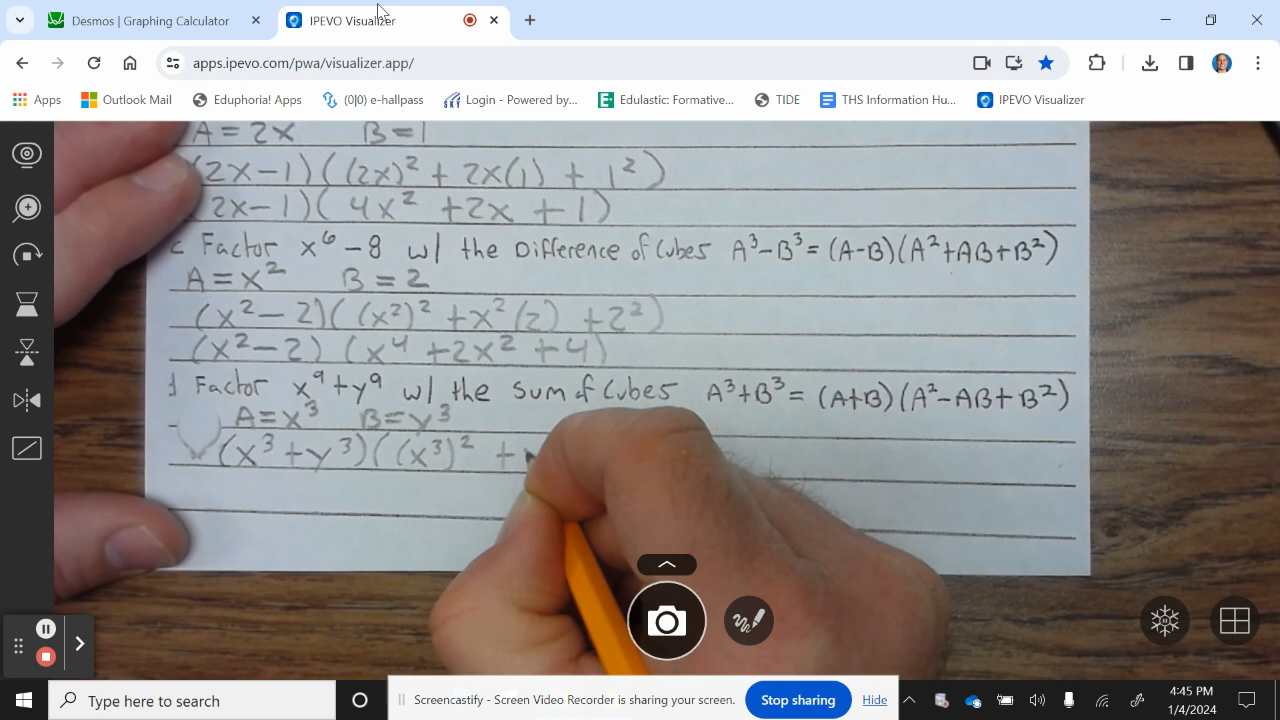 Desmos | Graphing Calculator
IPEVO Visualizer
apps.ipevo.com/pwa/visualizer.app/
Apps Outlook Mail Eduphoria! Apps (0|0) e-hallpass Login - Powered by... Edulastic: Formative... TIDE THS Information Hu... IPEVO Visualizer
A = 2x B = 1
(2x-1)((2x)² + 2x(1) + 1²)
(2x-1)(4x² + 2x + 1)
c Factor x⁶ - 8 w/ the Difference of Cubes A³-B³ = (A-B)(A²+AB+B²)
A = x² B = 2
(x²-2)((x²)² + x²(2) + 2²)
(x²-2)(x⁴ + 2x² + 4)
d Factor x⁹ + y⁹ w/ the sum of Cubes A³+B³ = (A+B)(A²-AB+B²)
A = x³ B = y³
(x³ + y³)((x³)² +
Type here to search
Screencastify - Screen Video Recorder is sharing your screen. Stop sharing Hide
4:45 PM
1/4/2024